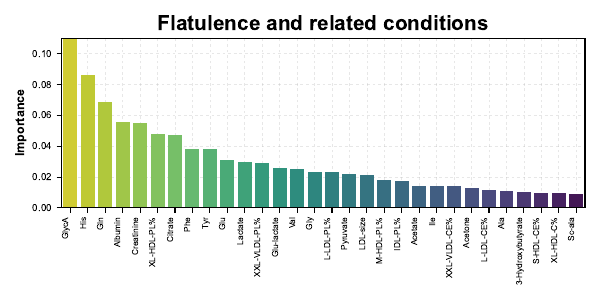 Flatulence and related conditions
Importance
0.10
0.08
0.06
0.04
0.02
0.00
GlycA
His
Gln
Albumin
Creatinine
XL-HDL-PL%
Citrate
Phe
Tyr
Glu
Lactate
XXL-VLDL-PL%
Glu-lactate
Val
Gly
L-LDL-PL%
Pyruvate
LDL-size
M-HDL-PL%
IDL-PL%
Acetate
Ile
XXL-VLDL-CE%
Acetone
L-LDL-CE%
Ala
3-Hydroxybutyrate
S-HDL-CE%
XL-HDL-C%
Sc-ala